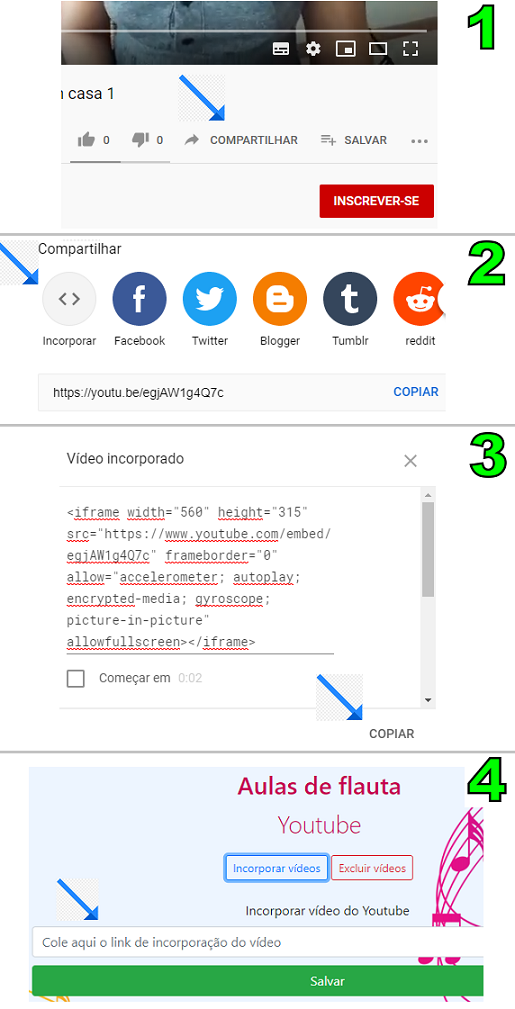 1
n casa 1
0 0 COMPARTILHAR SALVAR
INSCREVER-SE
2
Compartilhar
Incorporar Facebook Twitter Blogger Tumblr reddit
https://youtu.be/egjAW1g4Q7c COPIAR
3
Vídeo incorporado
<iframe width="560" height="315"
src="https://www.youtube.com/embed/
egjAW1g4Q7c" frameborder="0"
allow="accelerometer; autoplay;
encrypted-media; gyroscope;
picture-in-picture"
allowfullscreen></iframe>
Começar em 0:02
COPIAR
4
Aulas de flauta
Youtube
Incorporar vídeos Excluir vídeos
Incorporar vídeo do Youtube
Cole aqui o link de incorporação do vídeo
Salvar